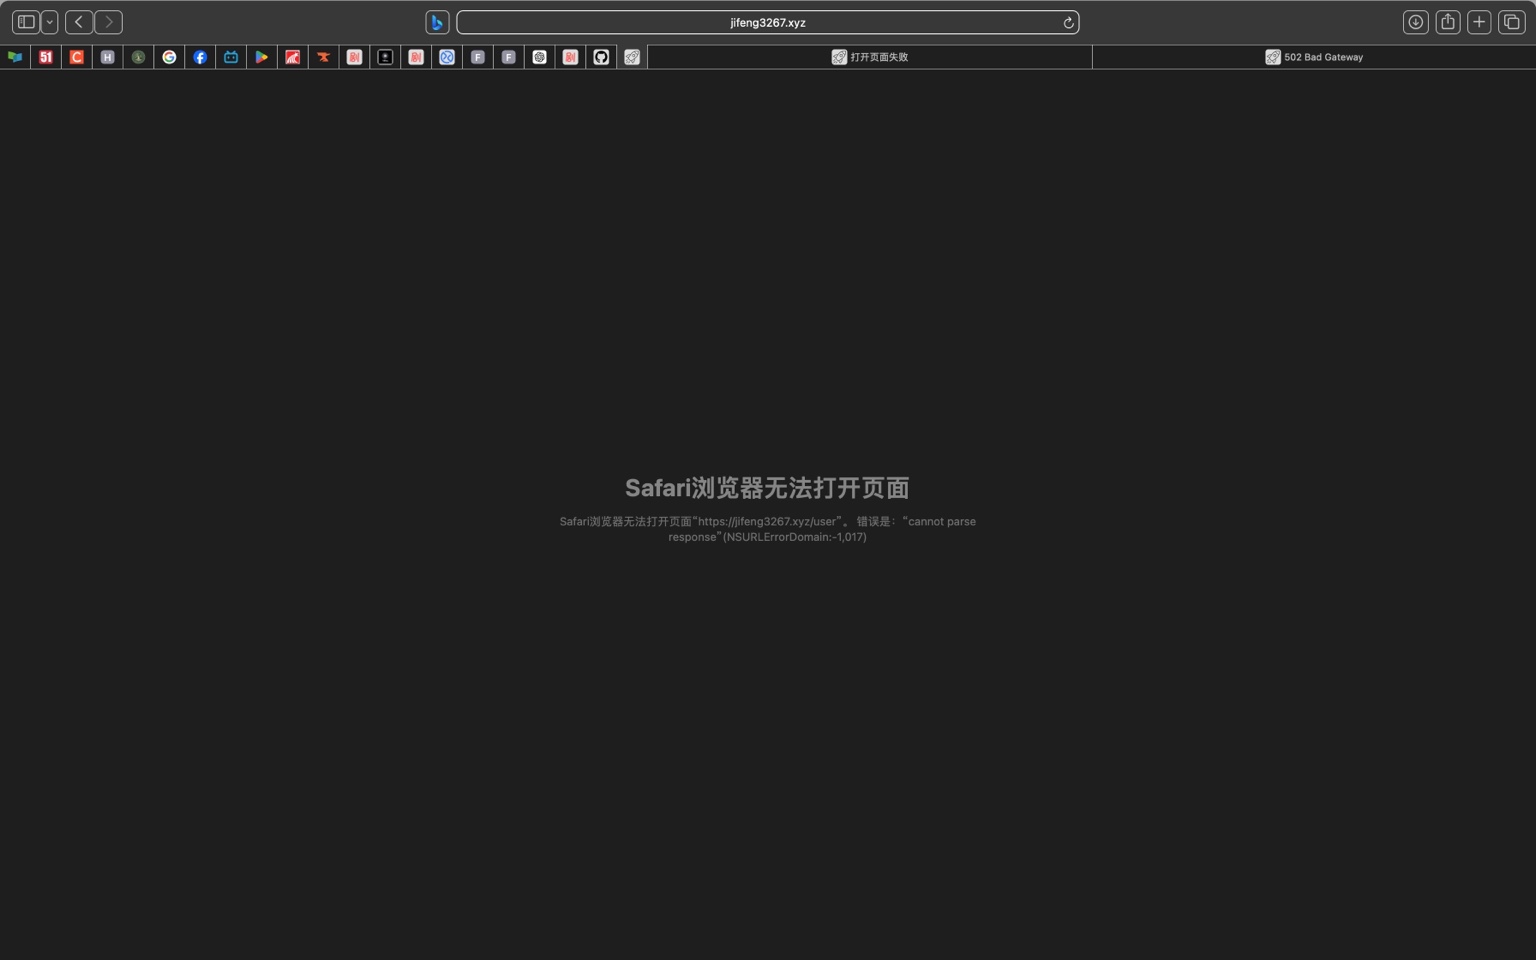 jifeng3267.xyz
51
C
H
F
F
打开页面失败
502 Bad Gateway
Safari浏览器无法打开页面
Safari浏览器无法打开页面“https://jifeng3267.xyz/user”。 错误是：“cannot parse
response”(NSURLErrorDomain:-1,017)